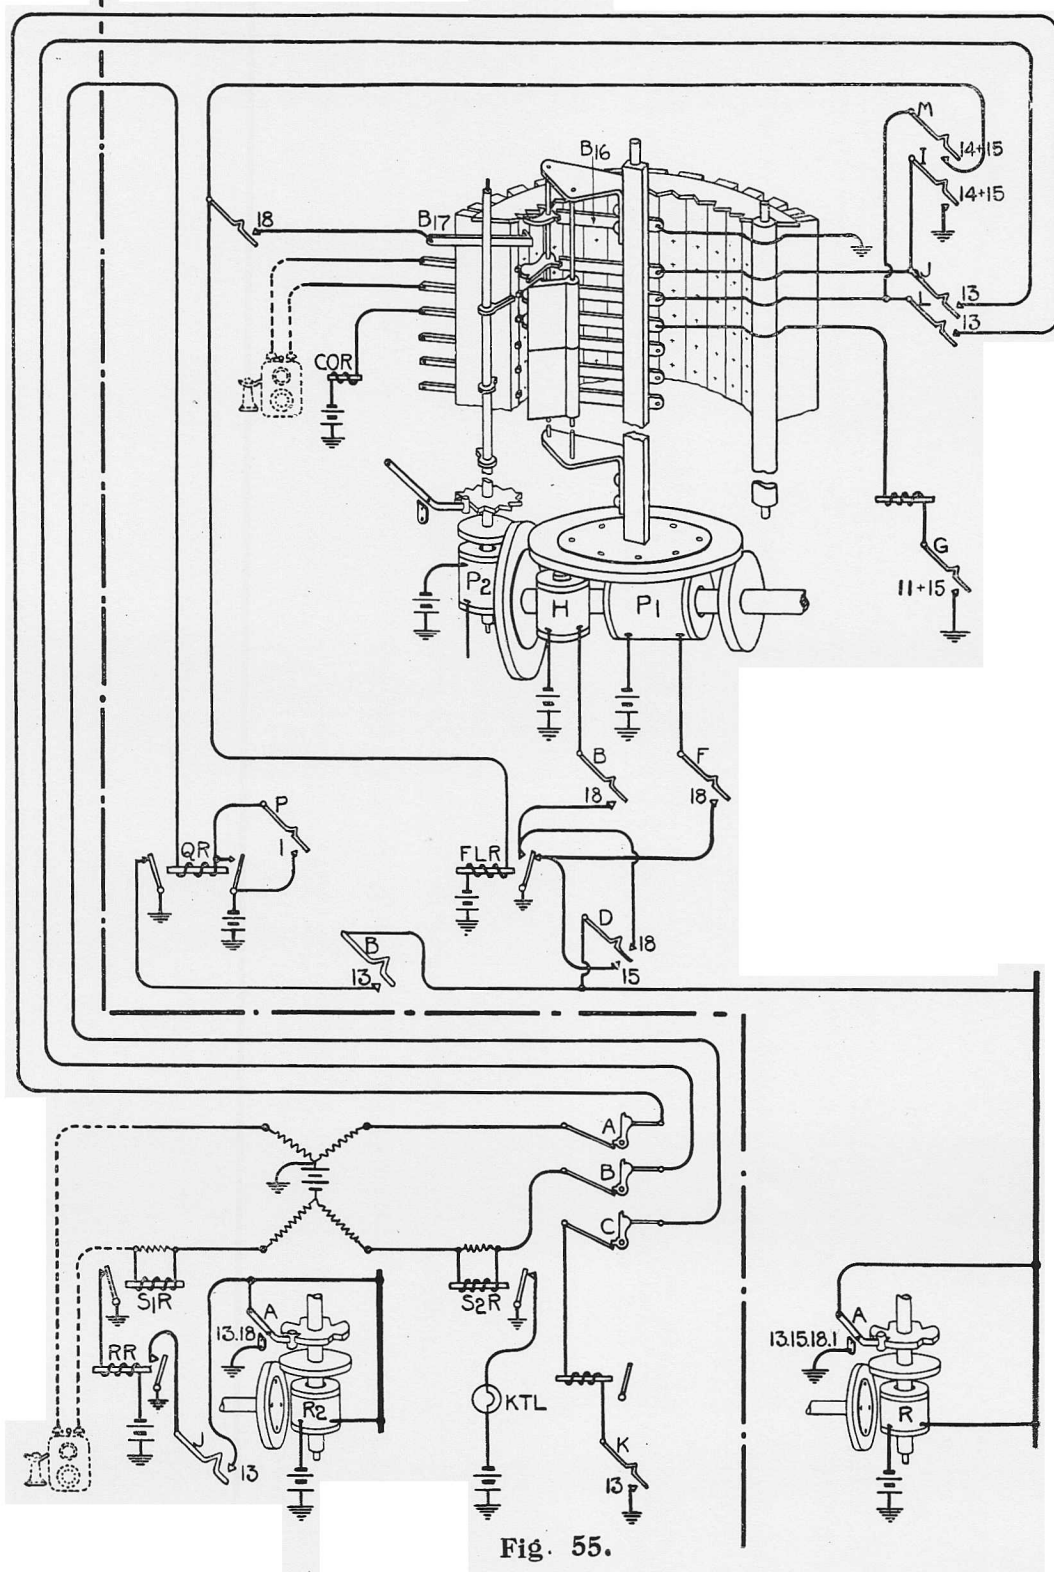 B16
M
14+15
I
14+15
18
B17
J
13
L
13
COR
G
11+15
P2
H
P1
B
18
F
18
P
1
QR
FLR
D
18
15
B
13
A
B
C
S1R
S2R
A
13.18
RR
R2
J
13
KTL
K
13
A
13.15.18.1
R
Fig. 55.